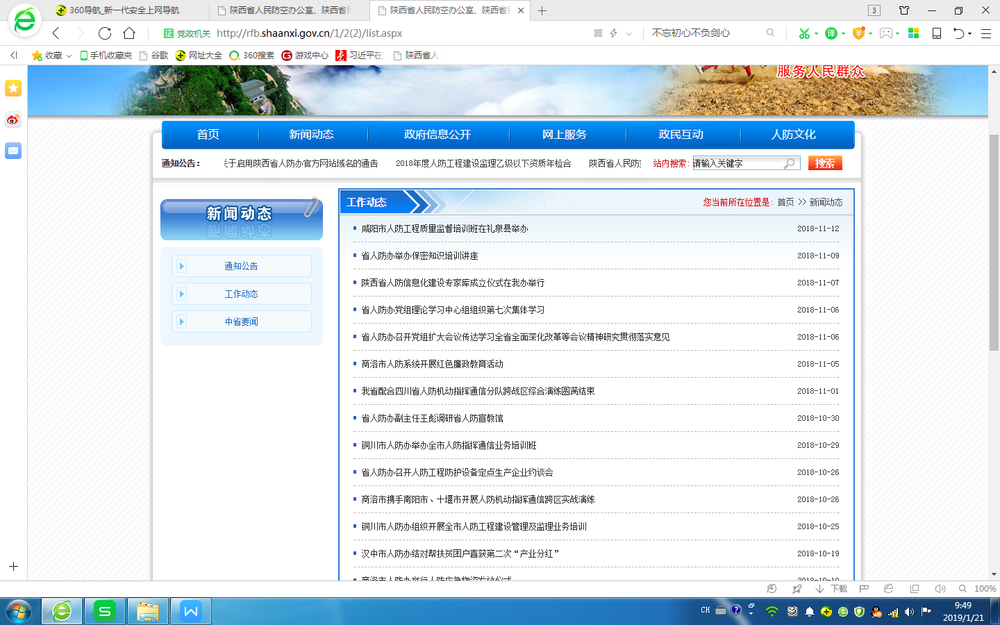 360导航_新一代安全上网导航
陕西省人民防空办公室、陕西省
陕西省人民防空办公室、陕西省
3
证 党政机关 http://rfb.shaanxi.gov.cn/1/2(2)/list.aspx
不忘初心不负剑心
译
收藏 手机收藏夹 谷歌 网址大全 360搜索 游戏中心 习近平在 陕西省人
服务人民群众
首页 新闻动态 政府信息公开 网上服务 政民互动 人防文化
通知公告: 关于启用陕西省人防办官方网站域名的通告 2018年度人防工程建设监理乙级以下资质年检合 陕西省人民防 站内搜索: 请输入关键字 搜索
新闻动态
通知公告
工作动态
中省要闻
工作动态
您当前所在位置是: 首页 >> 新闻动态
咸阳市人防工程质量监督培训班在礼泉县举办 2018-11-12
省人防办举办保密知识培训讲座 2018-11-09
陕西省人防信息化建设专家库成立仪式在我办举行 2018-11-07
省人防办党组理论学习中心组组织第七次集体学习 2018-11-06
省人防办召开党组扩大会议传达学习全省全面深化改革等会议精神研究贯彻落实意见 2018-11-06
商洛市人防系统开展红色廉政教育活动 2018-11-05
我省配合四川省人防机动指挥通信分队跨战区综合演练圆满结束 2018-11-01
省人防办副主任王彪调研省人防宣教馆 2018-10-30
铜川市人防办举办全市人防指挥通信业务培训班 2018-10-29
省人防办召开人防工程防护设备定点生产企业约谈会 2018-10-26
商洛市携手南阳市、十堰市开展人防机动指挥通信跨区实战演练 2018-10-26
铜川市人防办组织开展全市人防工程建设管理及监理业务培训 2018-10-25
汉中市人防办结对帮扶贫困户喜获第二次“产业分红” 2018-10-19
商洛市人防办举行人防应急物资发放仪式 2018-10-19
下载 100%
CH
9:49
2019/1/21